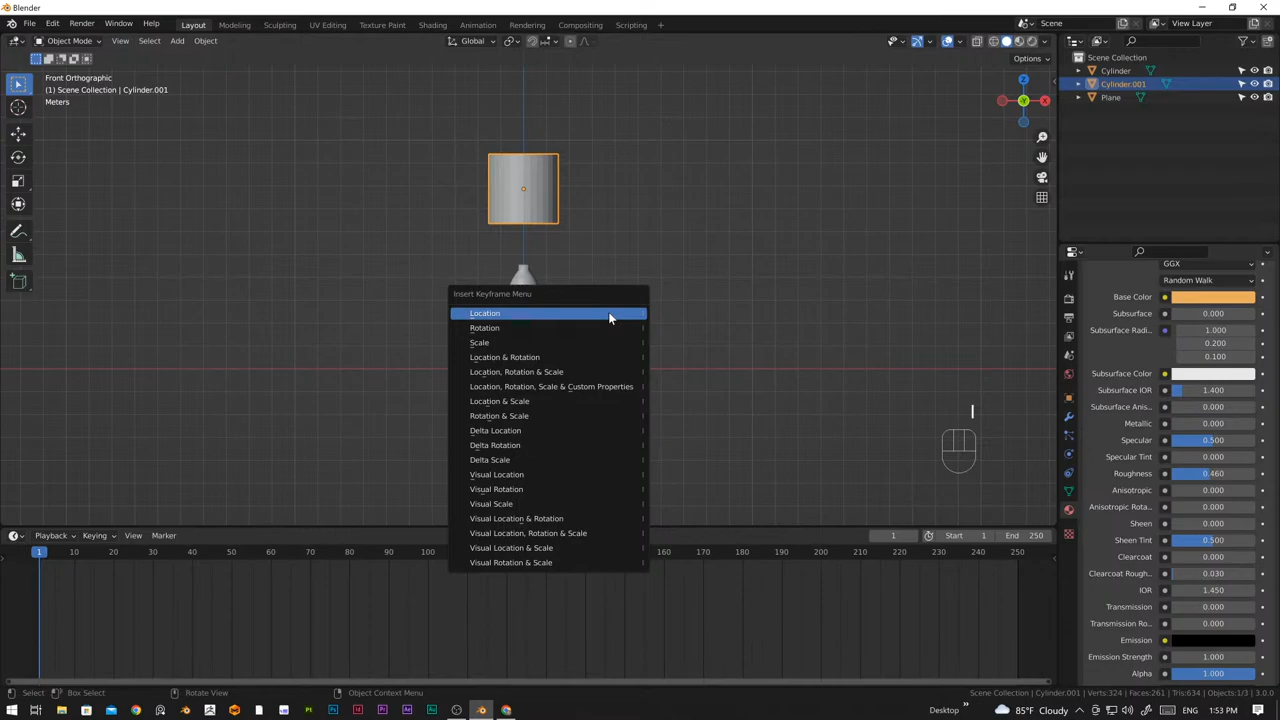 Blender
File Edit Render Window Help
Layout Modeling Sculpting UV Editing Texture Paint Shading Animation Rendering Compositing Scripting
Scene View Layer
Object Mode View Select Add Object Global
Options
Front Orthographic
(1) Scene Collection | Cylinder.001
Meters
Z
X
Y
Scene Collection
Cylinder
Cylinder.001
Plane
Insert Keyframe Menu
Location I
Rotation I
Scale I
Location & Rotation I
Location, Rotation & Scale I
Location, Rotation, Scale & Custom Properties I
Location & Scale I
Rotation & Scale I
Delta Location I
Delta Rotation I
Delta Scale I
Visual Location I
Visual Rotation I
Visual Scale I
Visual Location & Rotation I
Visual Location, Rotation & Scale I
Visual Location & Scale I
Visual Rotation & Scale I
I
GGX
Random Walk
Base Color
Subsurface 0.000
Subsurface Radi... 1.000
0.200
0.100
Subsurface Color
Subsurface IOR 1.400
Subsurface Anis... 0.000
Metallic 0.000
Specular 0.500
Specular Tint 0.000
Roughness 0.460
Anisotropic 0.000
Anisotropic Rota... 0.000
Sheen 0.000
Sheen Tint 0.500
Clearcoat 0.000
Clearcoat Rough... 0.030
IOR 1.450
Transmission 0.000
Transmission Ro... 0.000
Emission
Emission Strength 1.000
Alpha 1.000
Playback Keying View Marker 1 Start 1 End 250
1 10 20 30 40 50 60 70 80 90 100 160 170 180 190 200 210 220 230 240 250
Select Box Select Rotate View Object Context Menu Scene Collection | Cylinder.001 | Verts:324 | Faces:261 | Tris:634 | Objects:1/3 | 3.0.0
Desktop 85°F Cloudy ENG 1:53 PM